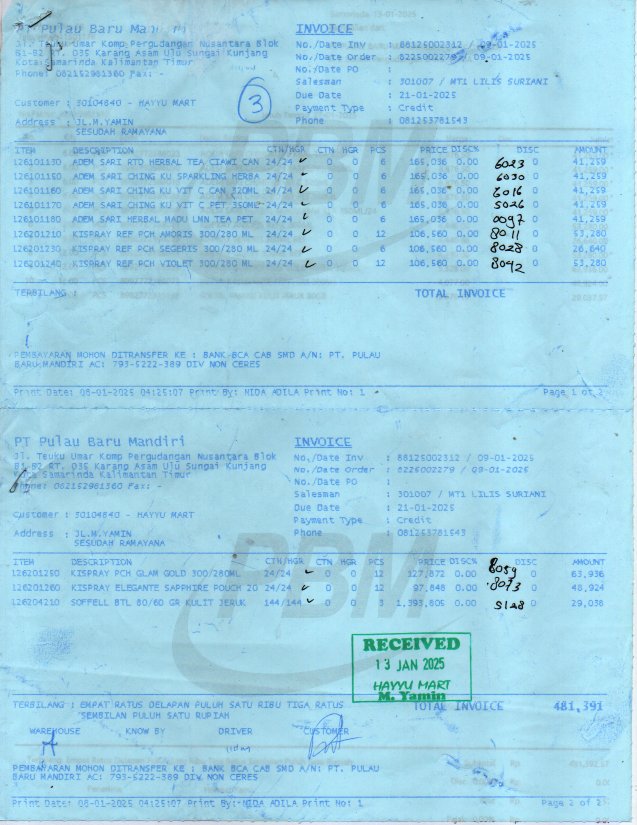 PT Pulau Baru Mandiri
INVOICE
Jl. Teuku Umar Komp Pergudangan Nusantara Blok
No./Date Inv : 88125002312 / 09-01-2025
B1-B2 RT. 035 Karang Asam Ulu Sungai Kunjang
No./Date Order : 8225002279 / 09-01-2025
Kota Samarinda Kalimantan Timur
No./Date PO :
Phone: 082152981360 Fax: -
Salesman : 301007 / MT1 LILIS SURIANI
Due Date : 21-01-2025
Customer : 30104840 - HAYYU MART
3
Payment Type : Credit
Address : JL.M.YAMIN
Phone : 081253781543
SESUDAH RAMAYANA
ITEM DESCRIPTION CTN/HGR CTN HGR PCS PRICE DISC% DISC AMOUNT
126101130 ADEM SARI RTD HERBAL TEA CIAWI CAN 24/24 0 0 6 165,036 0.00 6023 0 41,259
126101150 ADEM SARI CHING KU SPARKLING HERBA 24/24 0 0 6 165,036 0.00 6030 0 41,259
126101160 ADEM SARI CHING KU VIT C CAN 320ML 24/24 0 0 6 165,036 0.00 6016 0 41,259
126101170 ADEM SARI CHING KU VIT C PET 350ML 24/24 0 0 6 165,036 0.00 5026 0 41,259
126101180 ADEM SARI HERBAL MADU LMN TEA PET 24/24 0 0 6 165,036 0.00 0097 0 41,259
126201210 KISPRAY REF PCH AMORIS 300/280 ML 24/24 0 0 12 106,560 0.00 8011 0 53,280
126201230 KISPRAY REF PCH SEGERIS 300/280 ML 24/24 0 0 6 106,560 0.00 8028 0 26,640
126201240 KISPRAY REF PCH VIOLET 300/280 ML 24/24 0 0 12 106,560 0.00 8042 0 53,280
TERBILANG : TOTAL INVOICE
PEMBAYARAN MOHON DITRANSFER KE : BANK BCA CAB SMD A/N: PT. PULAU
BARU MANDIRI AC: 793-5222-389 DIV NON CERES
Print Date: 08-01-2025 04:25:07 Print By: NIDA ADILA Print No: 1 Page 1 of 2
PT Pulau Baru Mandiri
INVOICE
Jl. Teuku Umar Komp Pergudangan Nusantara Blok
No./Date Inv : 88125002312 / 09-01-2025
B1-B2 RT. 035 Karang Asam Ulu Sungai Kunjang
No./Date Order : 8225002279 / 09-01-2025
Kota Samarinda Kalimantan Timur
No./Date PO :
Phone: 082152981360 Fax: -
Salesman : 301007 / MT1 LILIS SURIANI
Due Date : 21-01-2025
Customer : 30104840 - HAYYU MART
Payment Type : Credit
Address : JL.M.YAMIN
Phone : 081253781543
SESUDAH RAMAYANA
PBM
ITEM DESCRIPTION CTN/HGR CTN HGR PCS PRICE DISC% DISC AMOUNT
126201250 KISPRAY PCH GLAM GOLD 300/280ML 24/24 0 0 12 127,872 0.00 8059 0 63,936
126201260 KISPRAY ELEGANTE SAPPHIRE POUCH 20 24/24 0 0 12 97,848 0.00 8073 0 48,924
126204210 SOFFELL BTL 80/60 GR KULIT JERUK 144/144 0 0 3 1,393,805 0.00 5128 0 29,038
RECEIVED
13 JAN 2025
HAYYU MART
M. Yamin
TERBILANG : EMPAT RATUS DELAPAN PULUH SATU RIBU TIGA RATUS
SEMBILAN PULUH SATU RUPIAH
TOTAL INVOICE 481,391
WAREHOUSE KNOW BY DRIVER CUSTOMER
PEMBAYARAN MOHON DITRANSFER KE : BANK BCA CAB SMD A/N: PT. PULAU
BARU MANDIRI AC: 793-5222-389 DIV NON CERES
Print Date: 08-01-2025 04:25:07 Print By: NIDA ADILA Print No: 1 Page 2 of 2